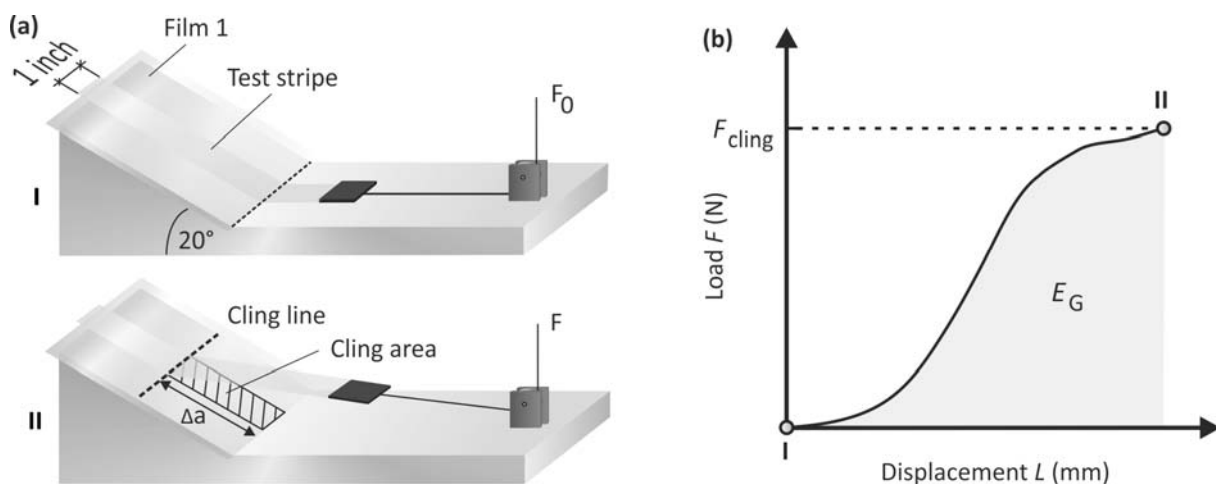 (a)
Film 1
1 inch
Test stripe
F0
I
20°
Cling line
Cling area
F
II
Δa
(b)
Load F (N)
Fcling
II
EG
I
Displacement L (mm)